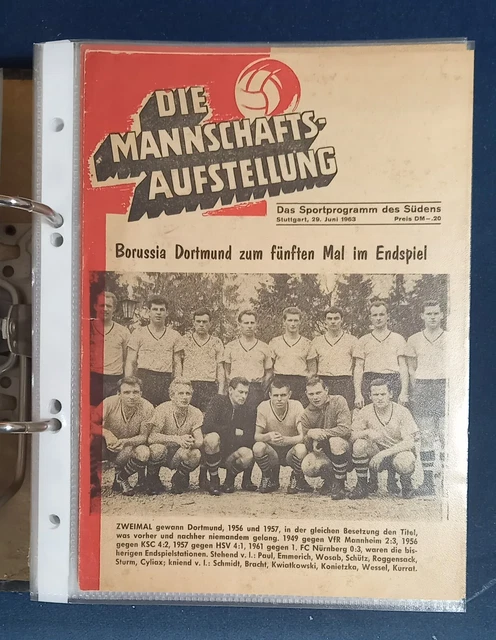 DIE
MANNSCHAFTS-
AUFSTELLUNG
Das Sportprogramm des Südens
Stuttgart, 29. Juni 1963 Preis DM -.20
Borussia Dortmund zum fünften Mal im Endspiel
ZWEIMAL gewann Dortmund, 1956 und 1957, in der gleichen Besetzung den Titel,
was vorher und nachher niemandem gelang. 1949 gegen VfR Mannheim 2:3, 1956
gegen KSC 4:2, 1957 gegen HSV 4:1, 1961 gegen 1. FC Nürnberg 0:3, waren die bis-
herigen Endspielstationen. Stehend v. l.: Paul, Emmerich, Wosab, Schütz, Roggensack,
Sturm, Cyliax; kniend v. l.: Schmidt, Bracht, Kwiatkowski, Konietzka, Wessel, Kurrat.